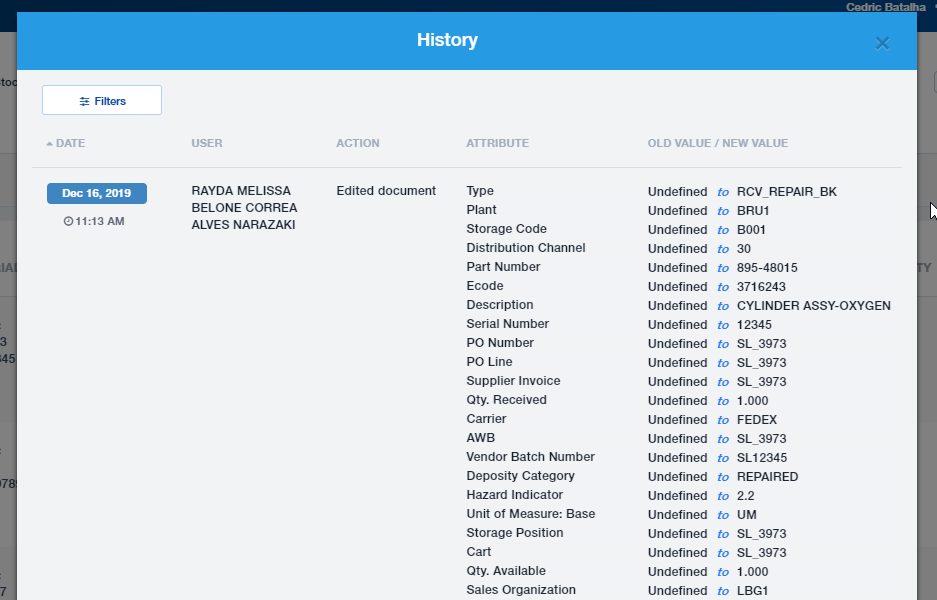 Cedric Batalha
History
×
Filters
DATE USER ACTION ATTRIBUTE OLD VALUE / NEW VALUE
Dec 16, 2019
11:13 AM
RAYDA MELISSA
BELONE CORREA
ALVES NARAZAKI
Edited document
Type Undefined to RCV_REPAIR_BK
Plant Undefined to BRU1
Storage Code Undefined to B001
Distribution Channel Undefined to 30
Part Number Undefined to 895-48015
Ecode Undefined to 3716243
Description Undefined to CYLINDER ASSY-OXYGEN
Serial Number Undefined to 12345
PO Number Undefined to SL_3973
PO Line Undefined to SL_3973
Supplier Invoice Undefined to SL_3973
Qty. Received Undefined to 1.000
Carrier Undefined to FEDEX
AWB Undefined to SL_3973
Vendor Batch Number Undefined to SL12345
Deposity Category Undefined to REPAIRED
Hazard Indicator Undefined to 2.2
Unit of Measure: Base Undefined to UM
Storage Position Undefined to SL_3973
Cart Undefined to SL_3973
Qty. Available Undefined to 1.000
Sales Organization Undefined to LBG1